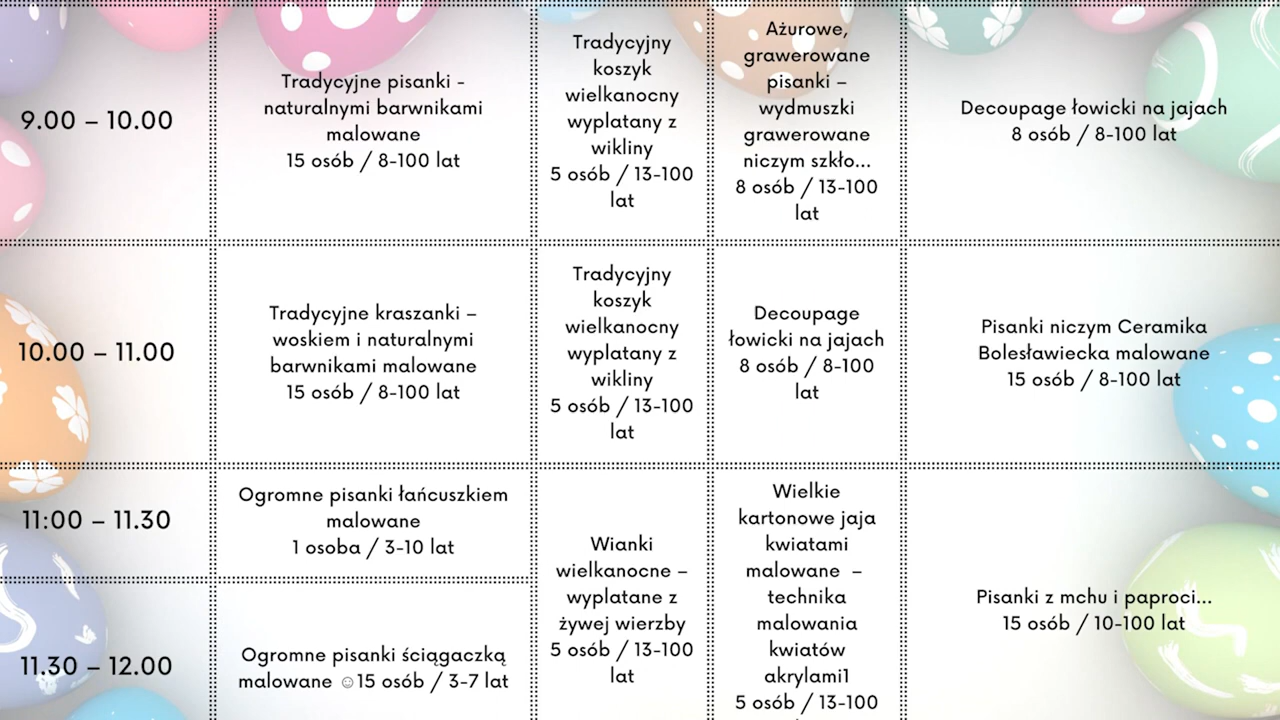 9.00 – 10.00
Tradycyjne pisanki -
naturalnymi barwnikami
malowane
15 osób / 8-100 lat
Tradycyjny
koszyk
wielkanocny
wyplatany z
wikliny
5 osób / 13-100
lat
Ażurowe,
grawerowane
pisanki –
wydmuszki
grawerowane
niczym szkło...
8 osób / 13-100
lat
Decoupage łowicki na jajach
8 osób / 8-100 lat
10.00 – 11.00
Tradycyjne kraszanki –
woskiem i naturalnymi
barwnikami malowane
15 osób / 8-100 lat
Tradycyjny
koszyk
wielkanocny
wyplatany z
wikliny
5 osób / 13-100
lat
Decoupage
łowicki na jajach
8 osób / 8-100
lat
Pisanki niczym Ceramika
Bolesławiecka malowane
15 osób / 8-100 lat
11:00 – 11.30
Ogromne pisanki łańcuszkiem
malowane
1 osoba / 3-10 lat
Wianki
wielkanocne –
wyplatane z
żywej wierzby
5 osób / 13-100
lat
Wielkie
kartonowe jaja
kwiatami
malowane –
technika
malowania
kwiatów
akrylami1
5 osób / 13-100
Pisanki z mchu i paproci...
15 osób / 10-100 lat
11.30 – 12.00
Ogromne pisanki ściągaczką
malowane ☺15 osób / 3-7 lat